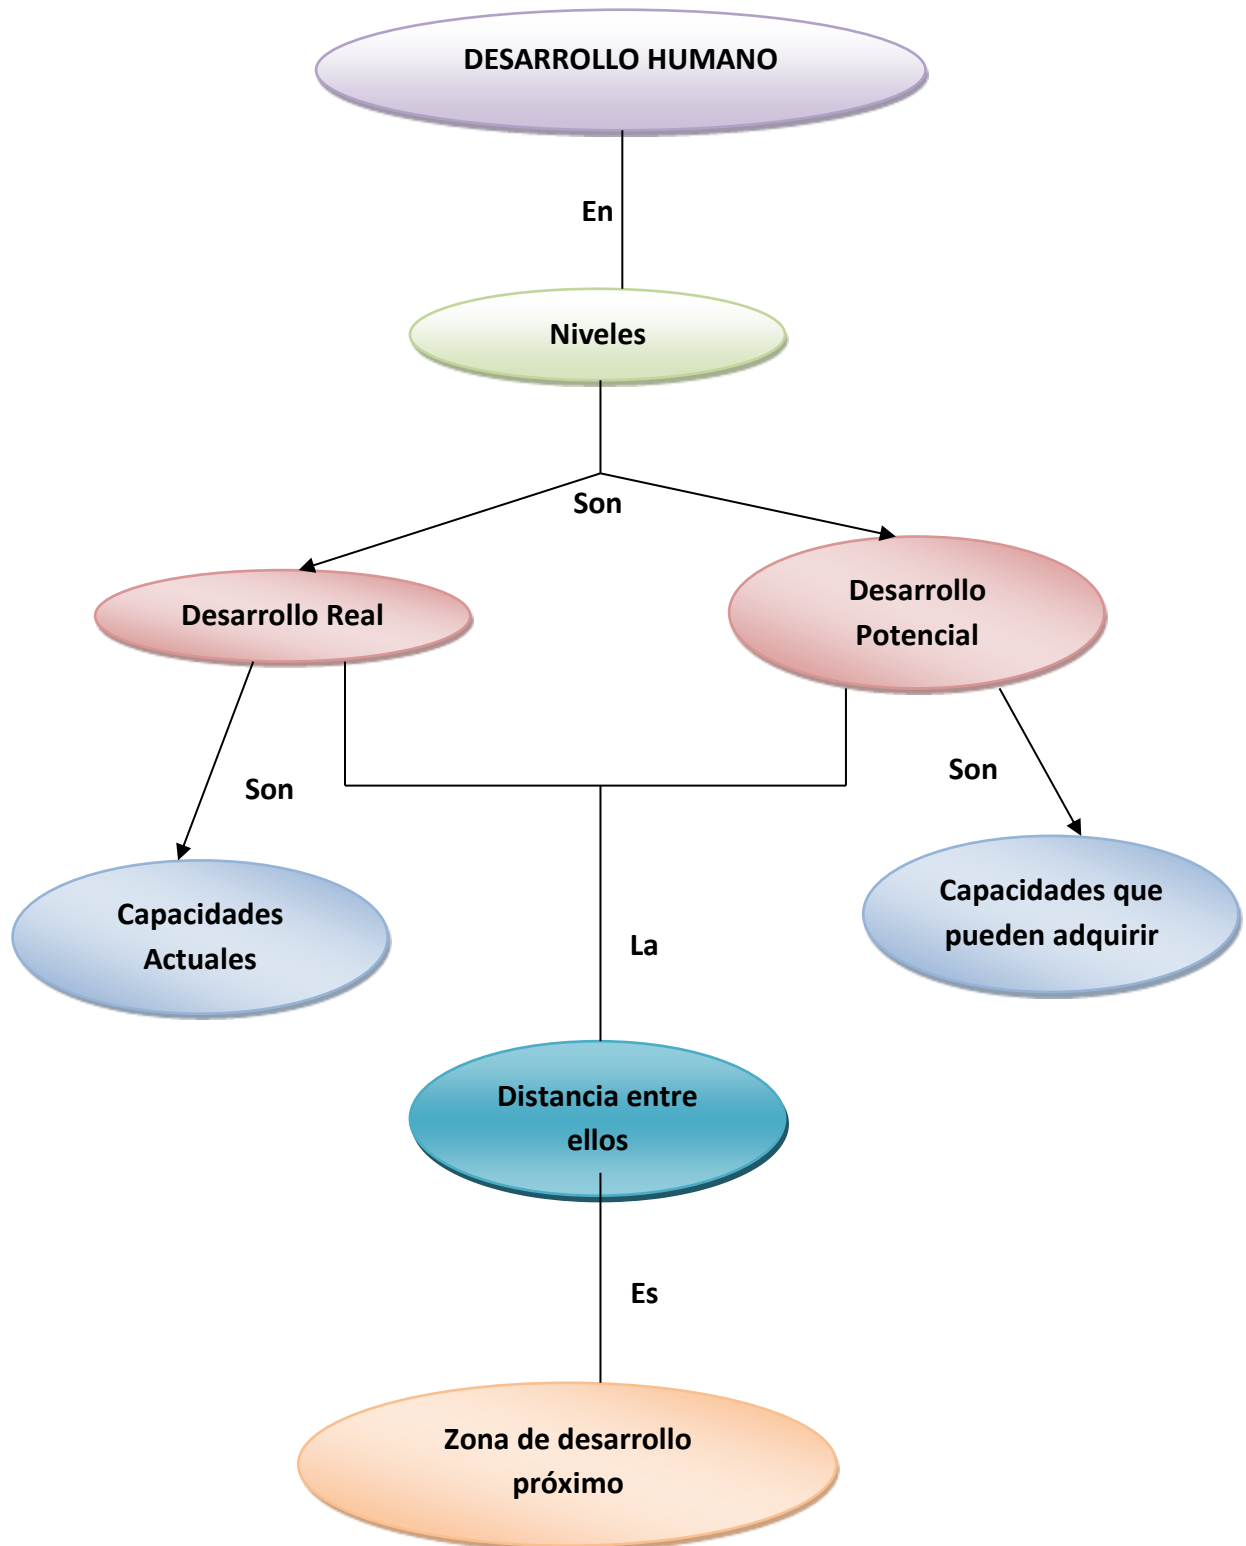 DESARROLLO HUMANO
En
Niveles
Son
Desarrollo Real
Desarrollo
Potencial
Son
Son
Capacidades
Actuales
Capacidades que
pueden adquirir
La
Distancia entre
ellos
Es
Zona de desarrollo
próximo